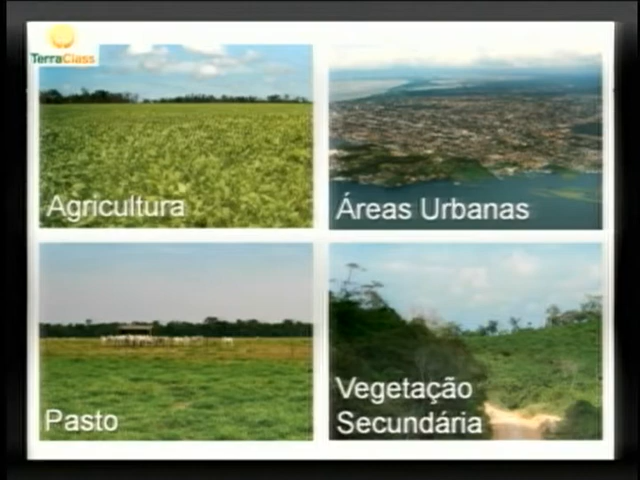 TerraClass
Agricultura
Áreas Urbanas
Pasto
Vegetação
Secundária